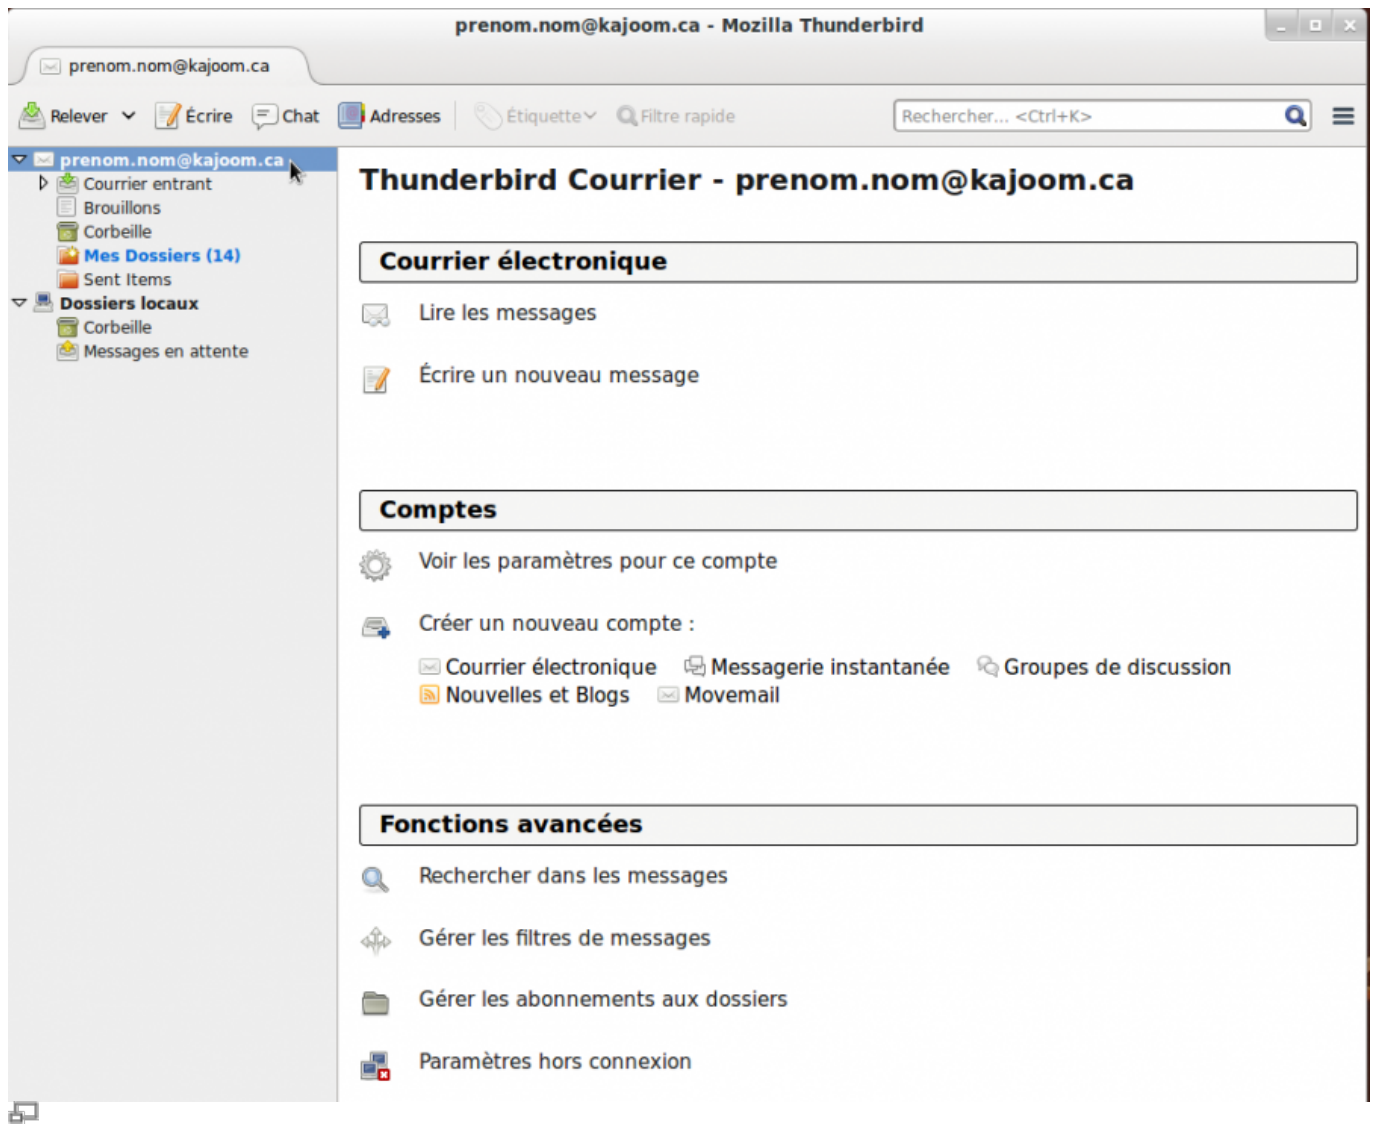 prenom.nom@kajoom.ca - Mozilla Thunderbird
prenom.nom@kajoom.ca
Relever Écrire Chat Adresses Étiquette Filtre rapide Rechercher... <Ctrl+K>
prenom.nom@kajoom.ca
Courrier entrant
Brouillons
Corbeille
Mes Dossiers (14)
Sent Items
Dossiers locaux
Corbeille
Messages en attente
Thunderbird Courrier - prenom.nom@kajoom.ca
Courrier électronique
Lire les messages
Écrire un nouveau message
Comptes
Voir les paramètres pour ce compte
Créer un nouveau compte :
Courrier électronique Messagerie instantanée Groupes de discussion
Nouvelles et Blogs Movemail
Fonctions avancées
Rechercher dans les messages
Gérer les filtres de messages
Gérer les abonnements aux dossiers
Paramètres hors connexion